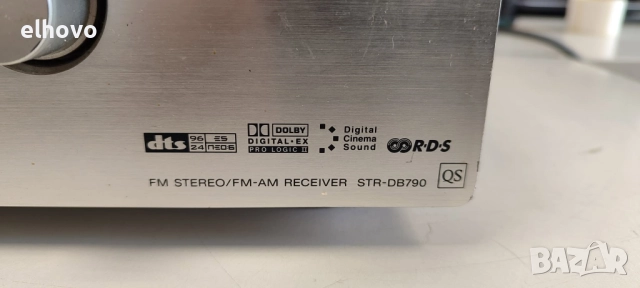 elhovo
dts 96 24 ES NEO:6
DOLBY
DIGITAL•EX
PRO LOGIC II
Digital
Cinema
Sound
R•D•S
FM STEREO/FM-AM RECEIVER STR-DB790
QS
BAZAR